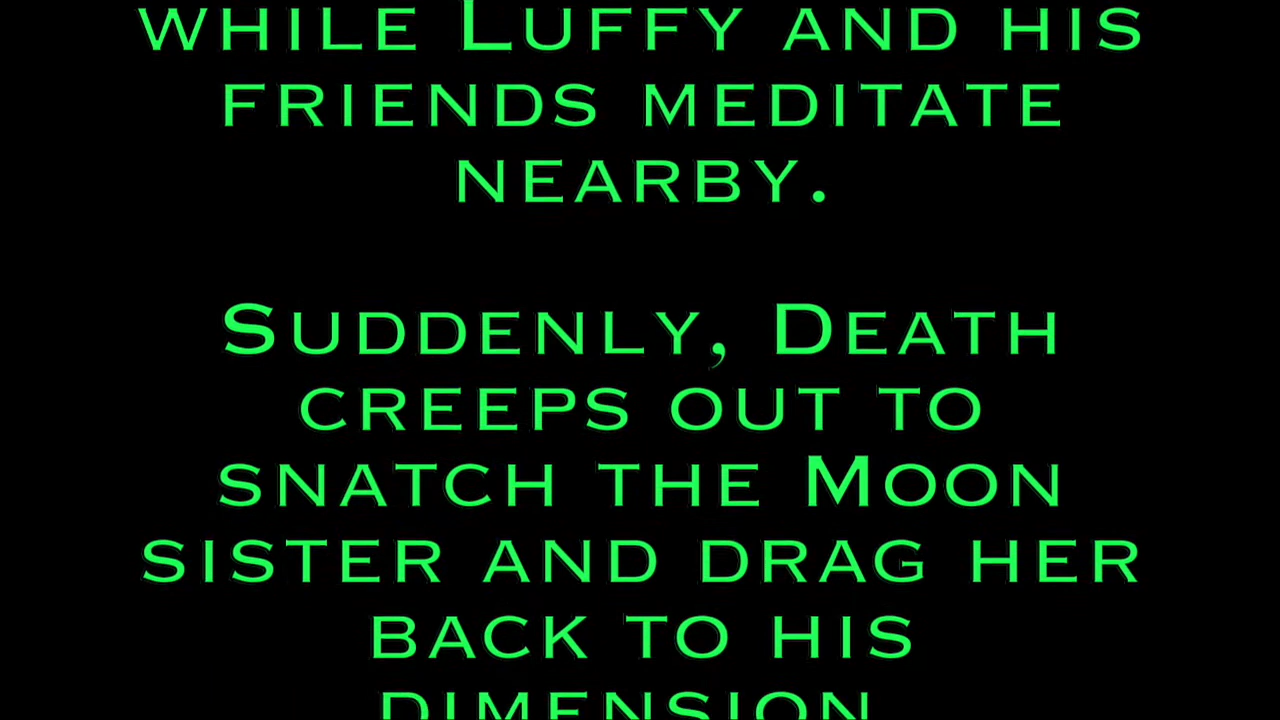 WHILE LUFFY AND HIS
FRIENDS MEDITATE
NEARBY.
SUDDENLY, DEATH
CREEPS OUT TO
SNATCH THE MOON
SISTER AND DRAG HER
BACK TO HIS
DIMENSION.